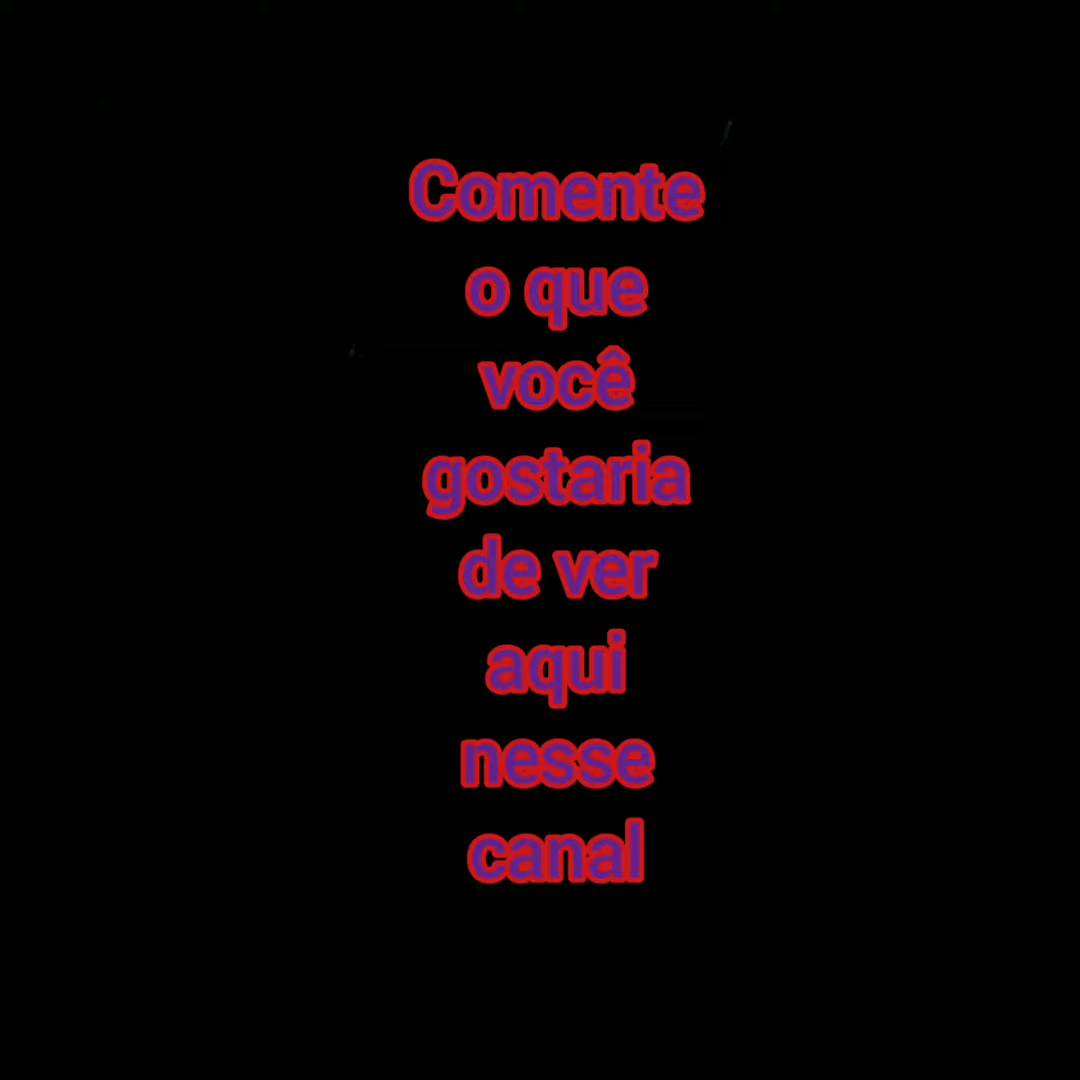 Comente
o que
você
gostaria
de ver
aqui
nesse
canal